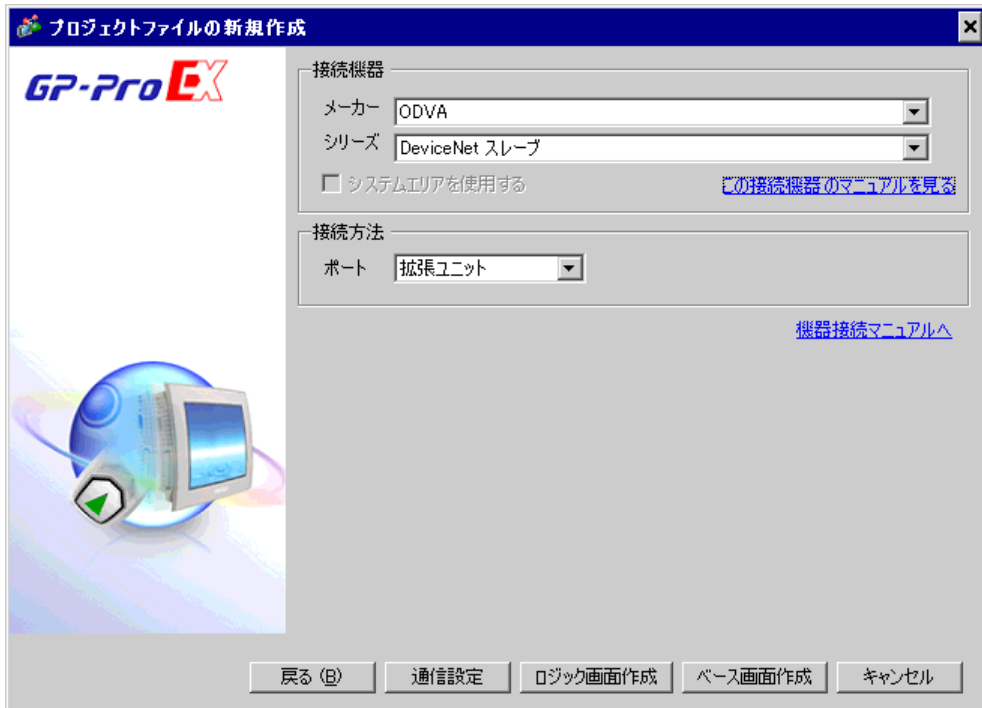 プロジェクトファイルの新規作成
GP-Pro EX
接続機器
メーカー ODVA
シリーズ DeviceNet スレーブ
システムエリアを使用する この接続機器のマニュアルを見る
接続方法
ポート 拡張ユニット
機器接続マニュアルへ
戻る (B) 通信設定 ロジック画面作成 ベース画面作成 キャンセル